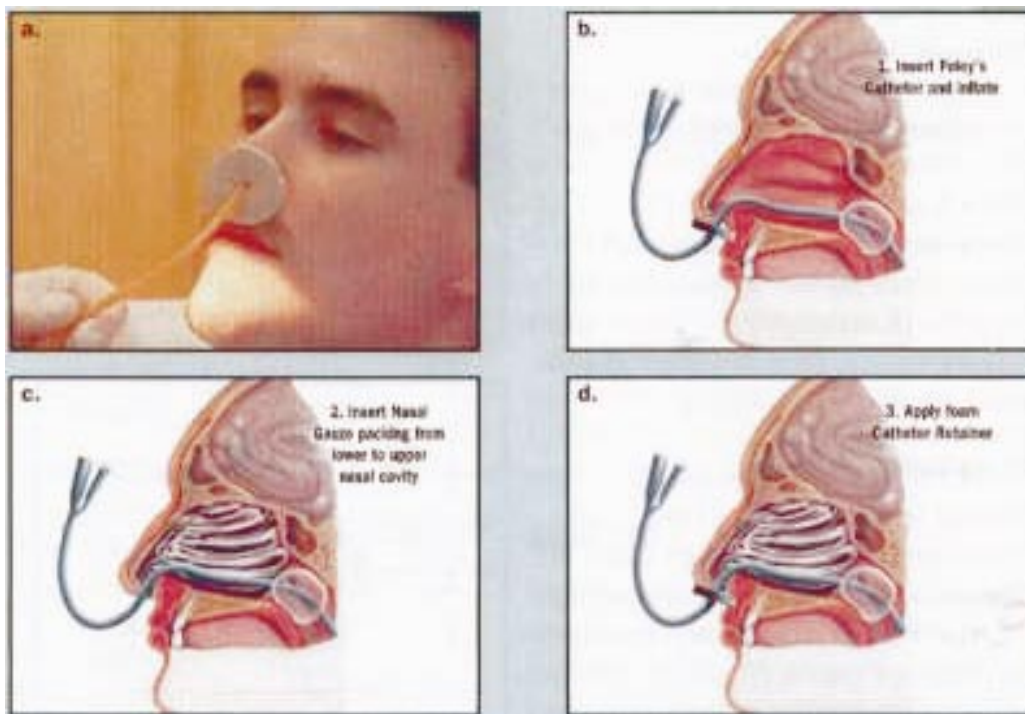 a.
b.
1. Insert Foley's
Catheter and inflate
c.
2. Insert Nasal
Gauze packing from
lower to upper
nasal cavity
d.
3. Apply foam
Catheter Retainer